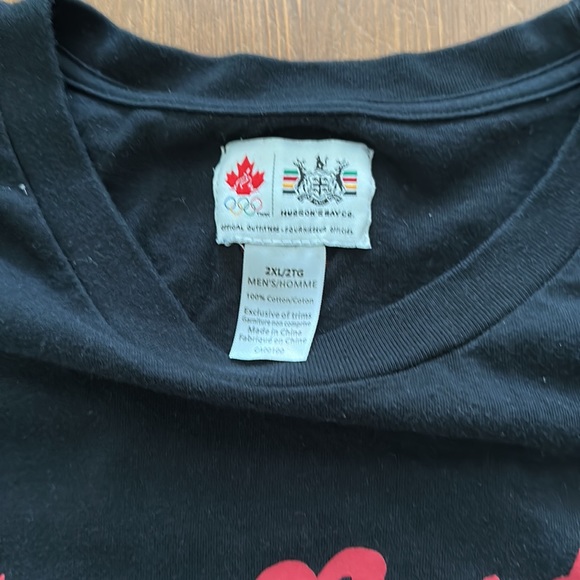 HUDSON'S BAY CO.
OFFICIAL OUTFITTER • FOURNISSEUR OFFICIEL
2XL/2TG
MEN'S/HOMME
100% Cotton/Coton
Exclusive of trims
Garniture non comprise
Made in China
Fabriqué en Chine